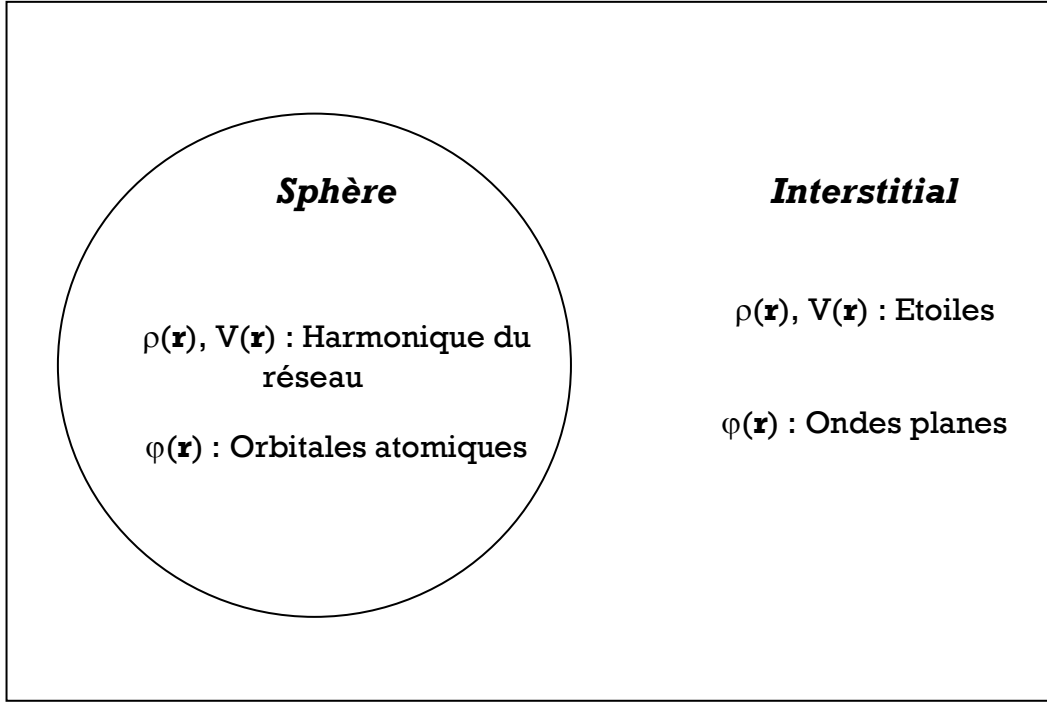 Sphère
ρ(r), V(r) : Harmonique du
réseau
φ(r) : Orbitales atomiques
Interstitial
ρ(r), V(r) : Etoiles
φ(r) : Ondes planes